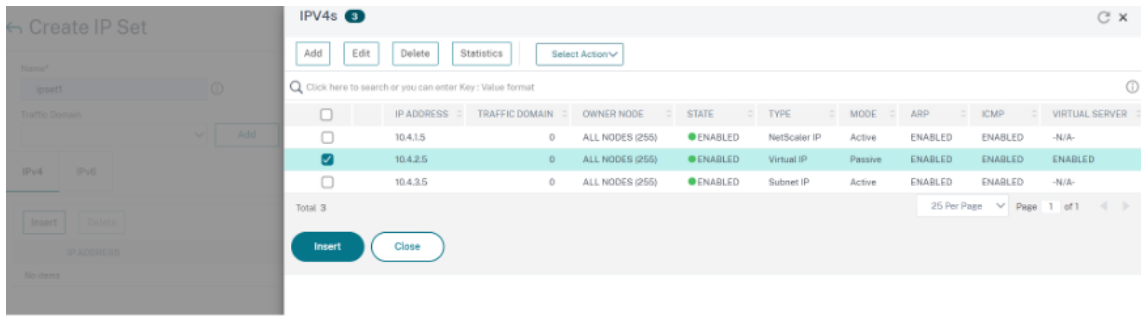 Create IP Set
Name*
ipset1
Traffic Domain
Add
IPv4 IPv6
Insert Delete
IP ADDRESS
No items
IPV4s 3
Add Edit Delete Statistics Select Action
Click here to search or you can enter Key : Value format
IP ADDRESS TRAFFIC DOMAIN OWNER NODE STATE TYPE MODE ARP ICMP VIRTUAL SERVER
10.4.1.5 0 ALL NODES (255) ENABLED NetScaler IP Active ENABLED ENABLED -N/A-
10.4.2.5 0 ALL NODES (255) ENABLED Virtual IP Passive ENABLED ENABLED ENABLED
10.4.3.5 0 ALL NODES (255) ENABLED Subnet IP Active ENABLED ENABLED -N/A-
Total 3
25 Per Page Page 1 of 1
Insert Close